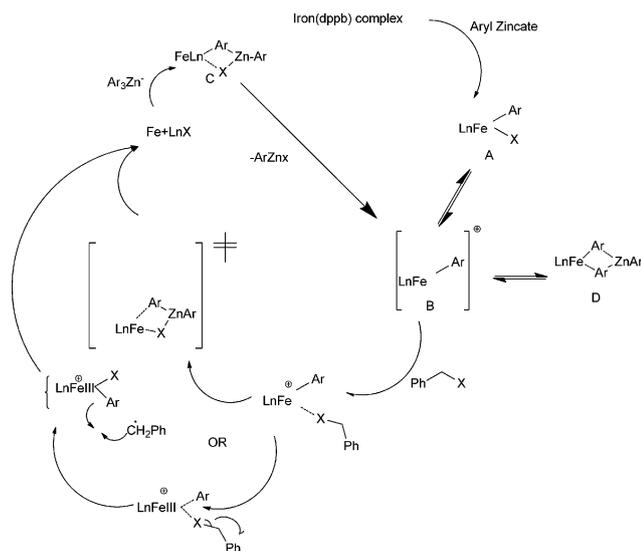 Iron(dppb) complex
Aryl Zincate
Ar
FeLn Zn-Ar
X
C
Ar3Zn-
Fe+LnX
-ArZnx
Ar
LnFe
X
A
⊕
Ar
LnFe
B
Ar
LnFe ZnAr
Ar
D
Ar
ZnAr
LnFe
X
Ph X
⊕
LnFeIII
X
Ar
ĊH2Ph
OR
⊕
Ar
LnFe
X
Ph
⊕
Ar
LnFeIII
X
Ph